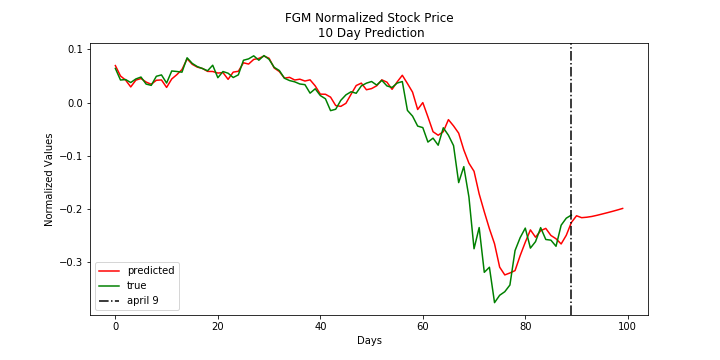 FGM Normalized Stock Price
10 Day Prediction
0.1
0.0
−0.1
−0.2
−0.3
Normalized Values
predicted
true
april 9
0 20 40 60 80 100
Days